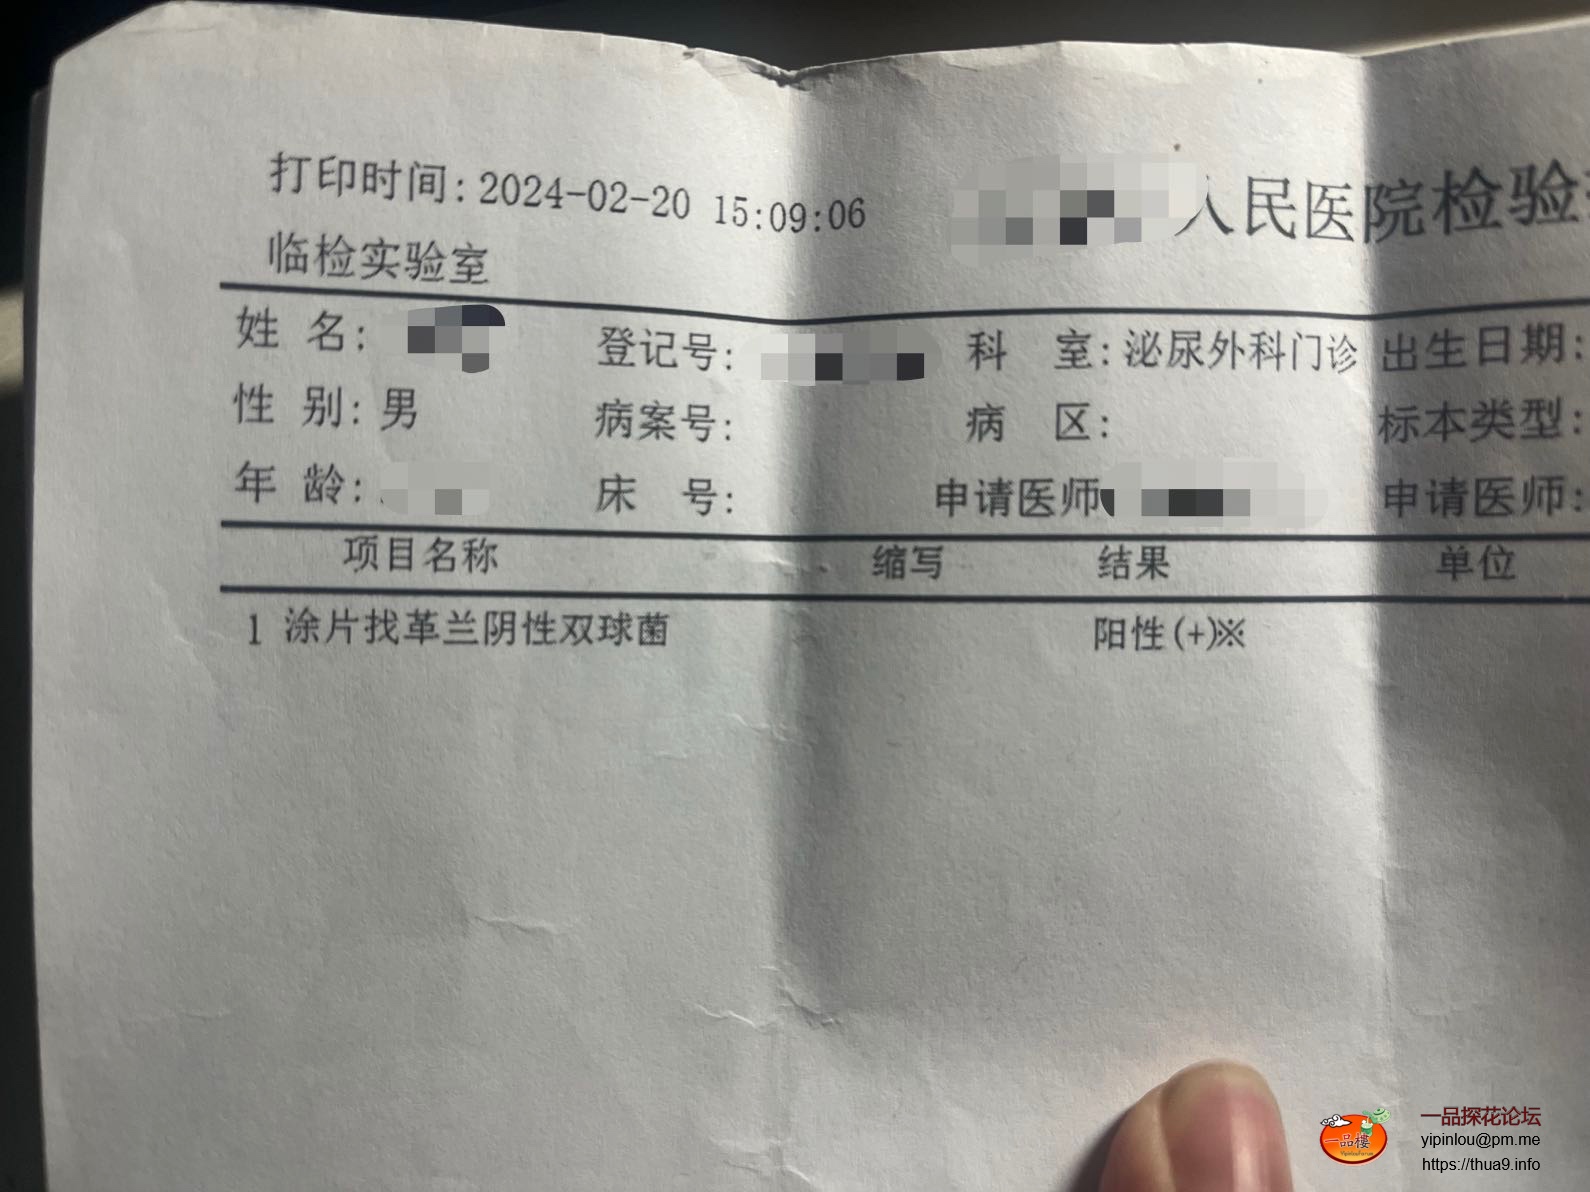 打印时间:2024-02-20 15:09:06
人民医院检验
临检实验室
姓 名: 登记号: 科 室:泌尿外科门诊 出生日期:
性 别:男 病案号: 病 区: 标本类型:
年 龄: 床 号: 申请医师 申请医师:
项目名称 缩写 结果 单位
1 涂片找革兰阴性双球菌 阳性(+)※
一品楼
一品探花论坛
yipinlou@pm.me
https://thua9.info